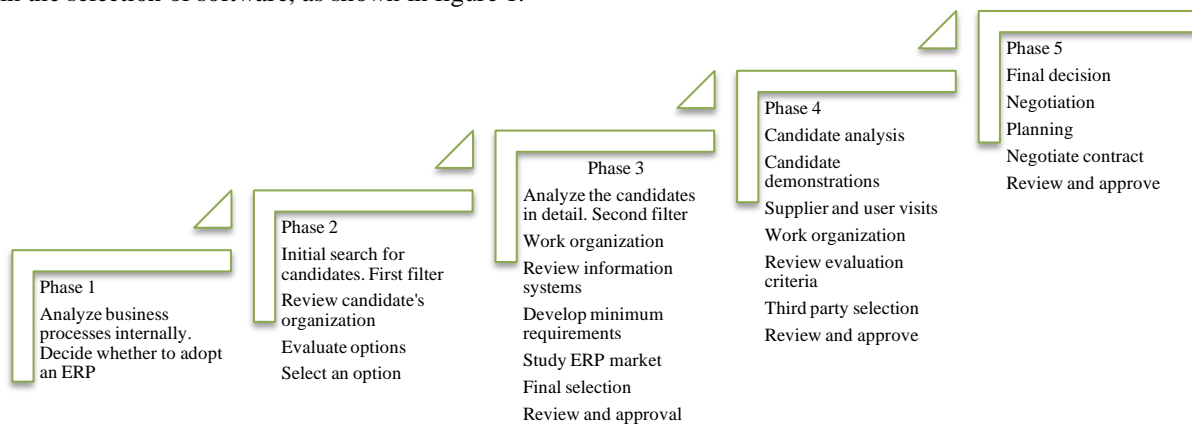 in the selection of software, as shown in figure 1.
Phase 1
Analyze business
processes internally.
Decide whether to adopt
an ERP
Phase 2
Initial search for
candidates. First filter
Review candidate's
organization
Evaluate options
Select an option
Phase 3
Analyze the candidates
in detail. Second filter
Work organization
Review information
systems
Develop minimum
requirements
Study ERP market
Final selection
Review and approval
Phase 4
Candidate analysis
Candidate
demonstrations
Supplier and user visits
Work organization
Review evaluation
criteria
Third party selection
Review and approve
Phase 5
Final decision
Negotiation
Planning
Negotiate contract
Review and approve